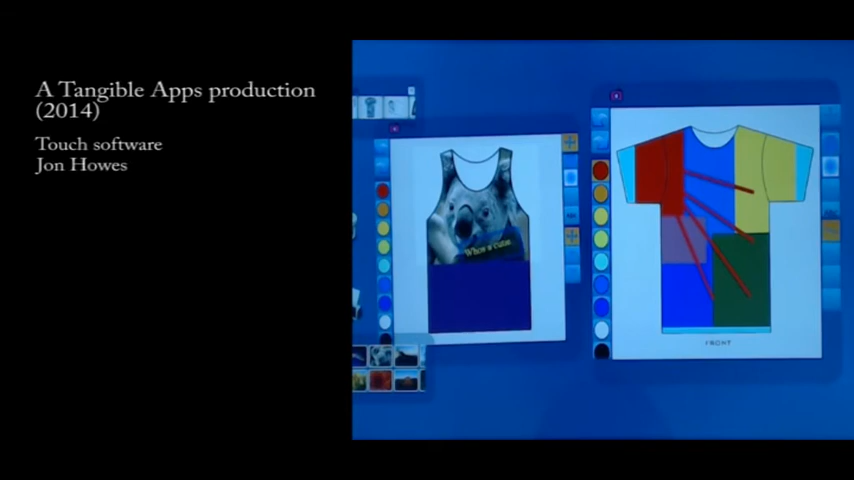 A Tangible Apps production
(2014)
Touch software
Jon Howes
FRONT